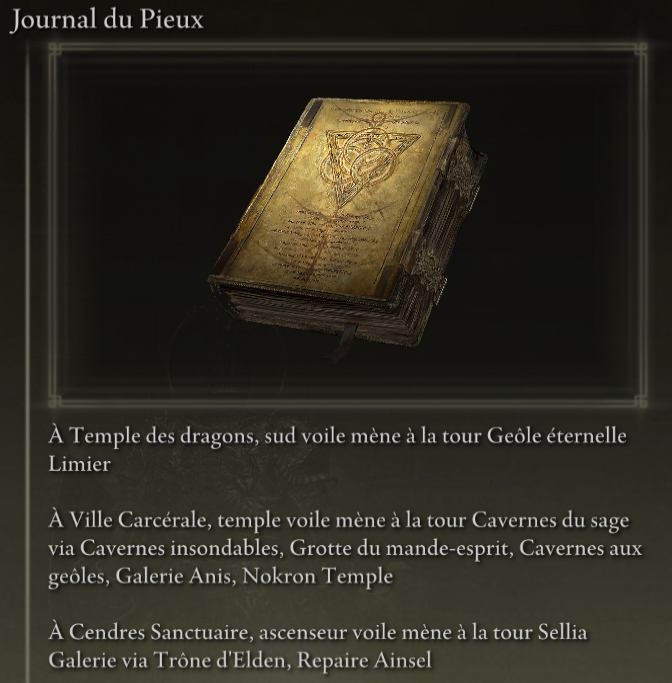 Journal du Pieux
À Temple des dragons, sud voile mène à la tour Geôle éternelle
Limier
À Ville Carcérale, temple voile mène à la tour Cavernes du sage
via Cavernes insondables, Grotte du mande-esprit, Cavernes aux
geôles, Galerie Anis, Nokron Temple
À Cendres Sanctuaire, ascenseur voile mène à la tour Sellia
Galerie via Trône d'Elden, Repaire Ainsel